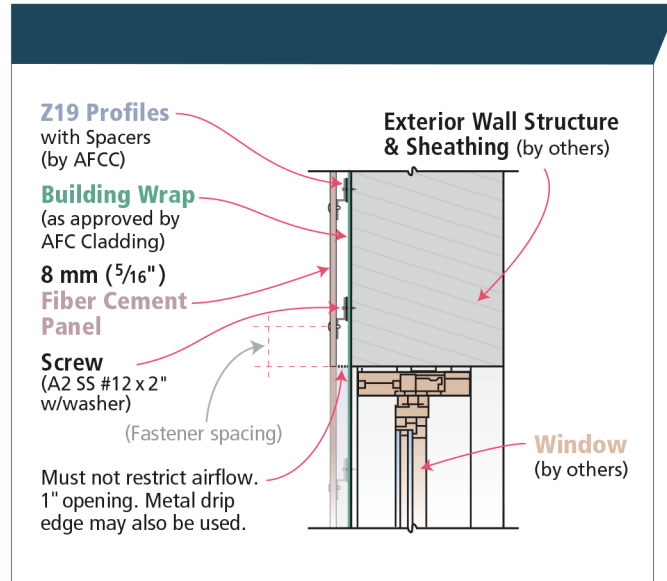 Z19 Profiles
with Spacers
(by AFCC)
Building Wrap
(as approved by
AFC Cladding)
8 mm (5/16")
Fiber Cement
Panel
Screw
(A2 SS #12 x 2"
w/washer)
(Fastener spacing)
Must not restrict airflow.
1" opening. Metal drip
edge may also be used.
Exterior Wall Structure
& Sheathing (by others)
Window
(by others)